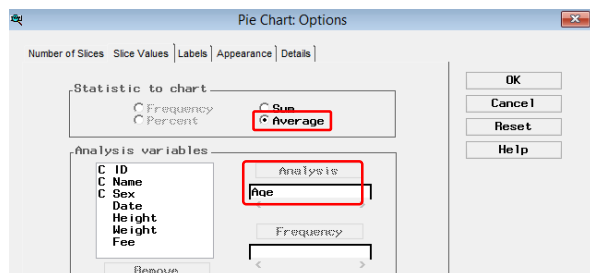 Pie Chart: Options
Number of Slices Slice Values Labels Appearance Details
Statistic to chart
Frequency Sum
Percent Average
OK
Cancel
Reset
Help
Analysis variables
C ID
C Name
C Sex
Date
Height
Weight
Fee
Analysis
Age
Frequency
Remove